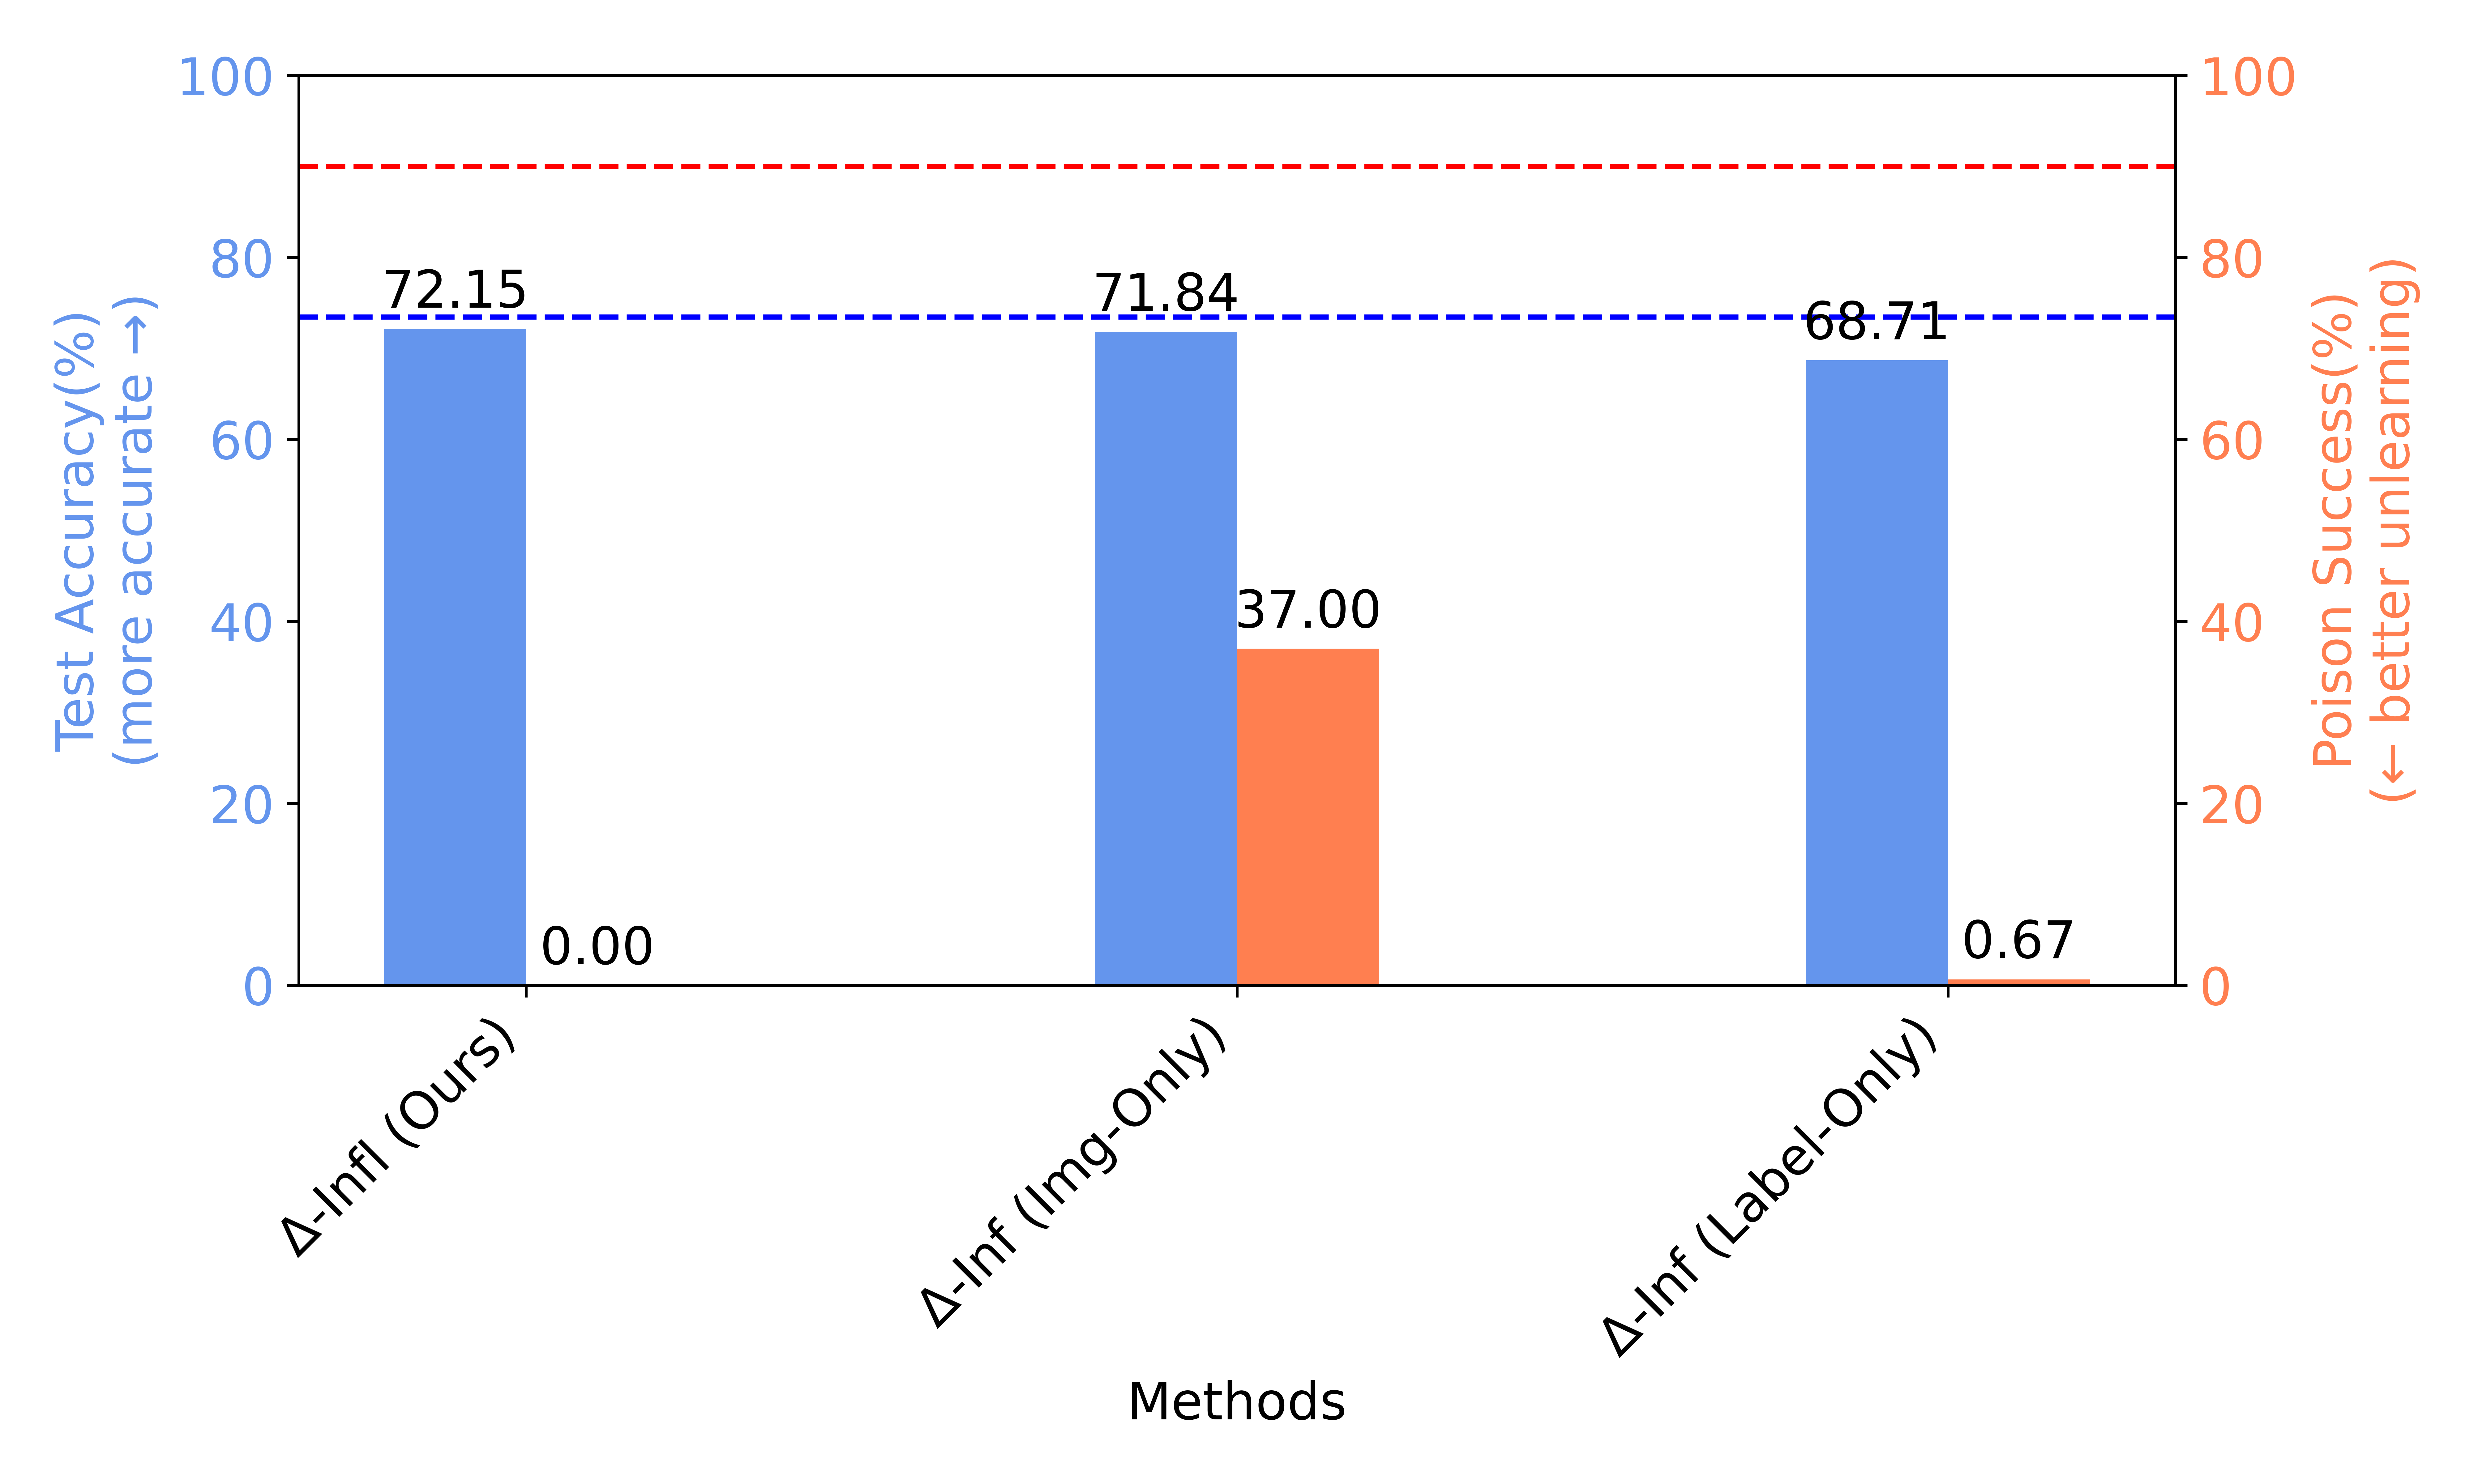 Test Accuracy(%)
(more accurate →)
100
80
60
40
20
0
72.15
0.00
71.84
37.00
68.71
0.67
100
80
60
40
20
0
Poison Success(%)
(← better unlearning)
Δ-Infl (Ours)
Δ-Inf (Img-Only)
Δ-Inf (Label-Only)
Methods